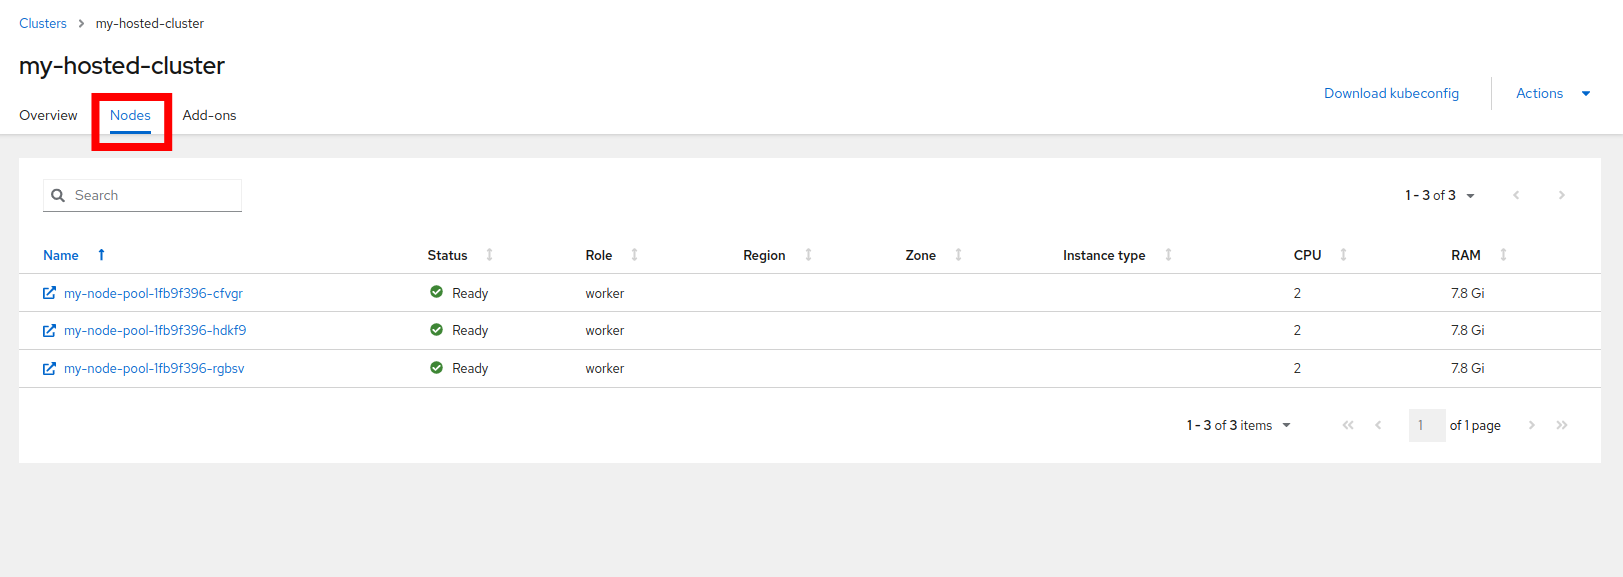 Clusters > my-hosted-cluster
my-hosted-cluster
Download kubeconfig Actions
Overview Nodes Add-ons
Search 1 - 3 of 3
Name Status Role Region Zone Instance type CPU RAM
my-node-pool-1fb9f396-cfvgr Ready worker 2 7.8 Gi
my-node-pool-1fb9f396-hdkf9 Ready worker 2 7.8 Gi
my-node-pool-1fb9f396-rgbsv Ready worker 2 7.8 Gi
1 - 3 of 3 items 1 of 1 page